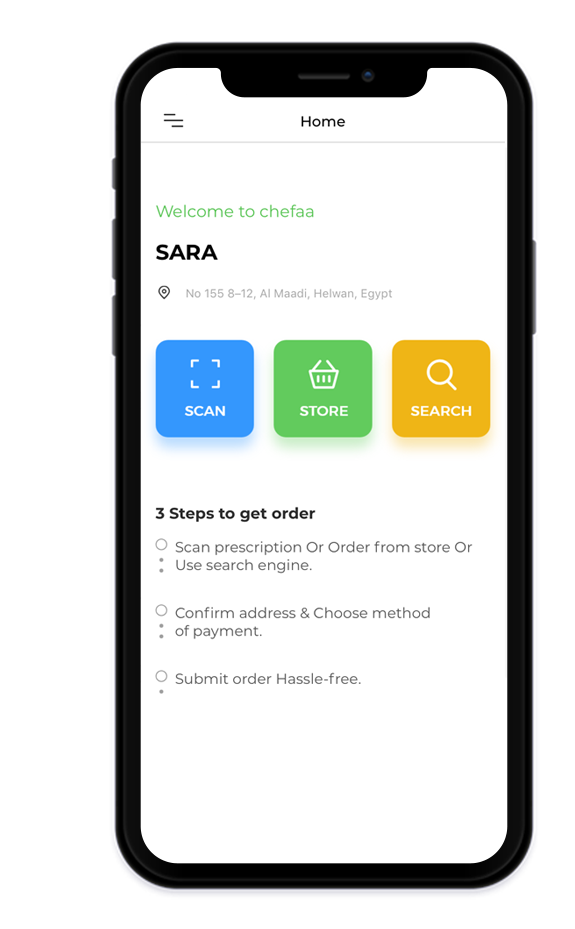 Home
Welcome to chefaa
SARA
No 155 8–12, Al Maadi, Helwan, Egypt
SCAN STORE SEARCH
3 Steps to get order
Scan prescription Or Order from store Or
Use search engine.
Confirm address & Choose method
of payment.
Submit order Hassle-free.